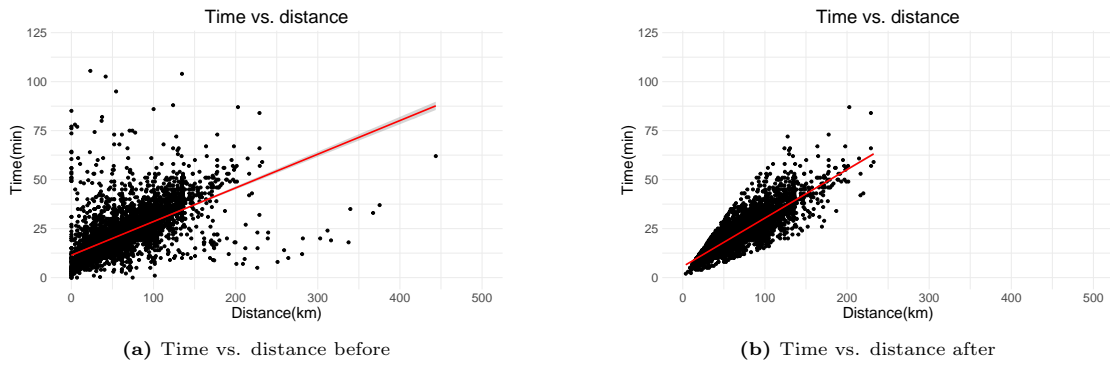 Time vs. distance
125
100
75
50
25
0
Time(min)
0 100 200 300 400 500
Distance(km)
(a) Time vs. distance before
Time vs. distance
125
100
75
50
25
0
Time(min)
0 100 200 300 400 500
Distance(km)
(b) Time vs. distance after